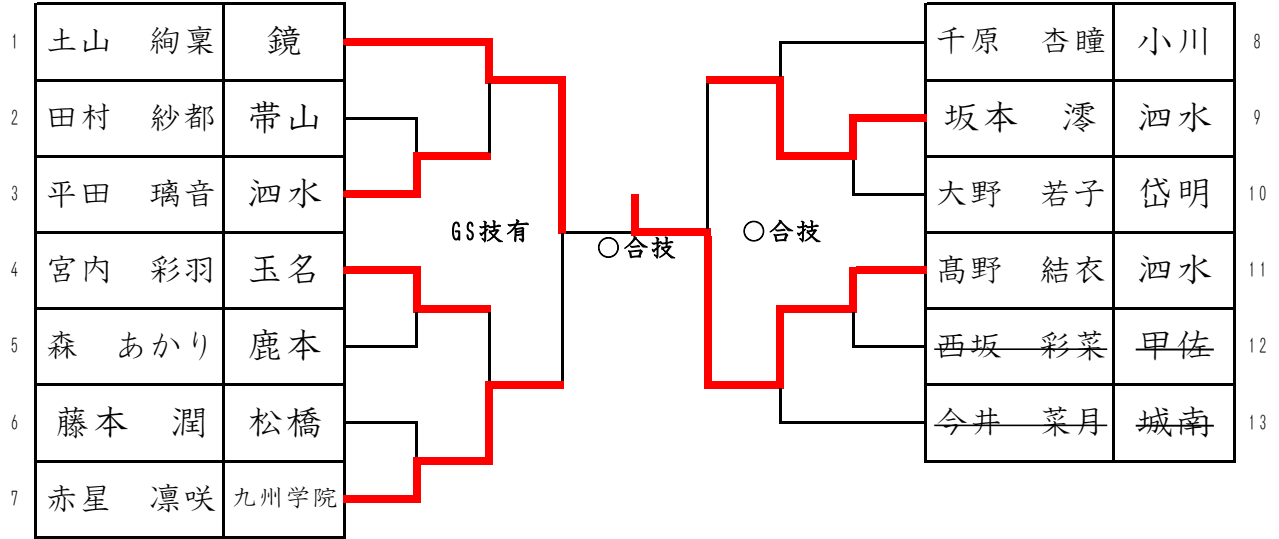 1 土山 絢稟 鏡
2 田村 紗都 帯山
3 平田 璃音 泗水
4 宮内 彩羽 玉名
5 森 あかり 鹿本
6 藤本 潤 松橋
7 赤星 凛咲 九州学院
GS技有
○合技
○合技
千原 杏瞳 小川 8
坂本 澪 泗水 9
大野 若子 岱明 10
髙野 結衣 泗水 11
西坂 彩菜 甲佐 12
今井 菜月 城南 13